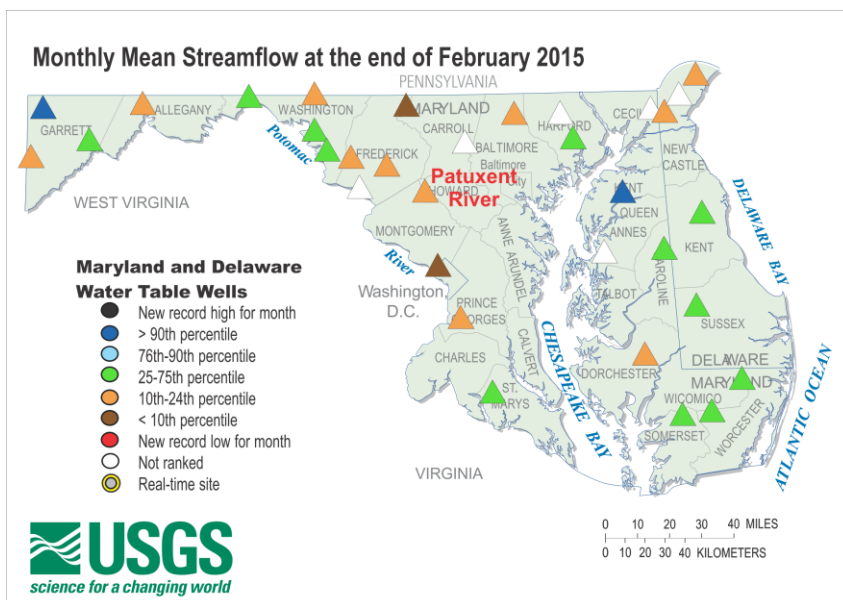 Monthly Mean Streamflow at the end of February 2015
PENNSYLVANIA
MARYLAND
ALLEGANY
WASHINGTON
GARRETT
CARROLL
HARFORD
CECIL
Potomac
FREDERICK
BALTIMORE
Baltimore
City
NEW
CASTLE
Patuxent
River
HOWARD
KENT
WEST VIRGINIA
QUEEN
ANNES
DELAWARE BAY
MONTGOMERY
ANNE ARUNDEL
KENT
River
Washington,
D.C.
CAROLINE
TALBOT
PRINCE
GEORGES
SUSSEX
CHESAPEAKE BAY
CALVERT
CHARLES
DORCHESTER
DELAWARE
MARYLAND
ST.
MARYS
WICOMICO
WORCESTER
SOMERSET
ATLANTIC OCEAN
VIRGINIA
Maryland and Delaware
Water Table Wells
New record high for month
> 90th percentile
76th-90th percentile
25-75th percentile
10th-24th percentile
< 10th percentile
New record low for month
Not ranked
Real-time site
USGS
science for a changing world
0 10 20 30 40 MILES
0 10 20 30 40 KILOMETERS